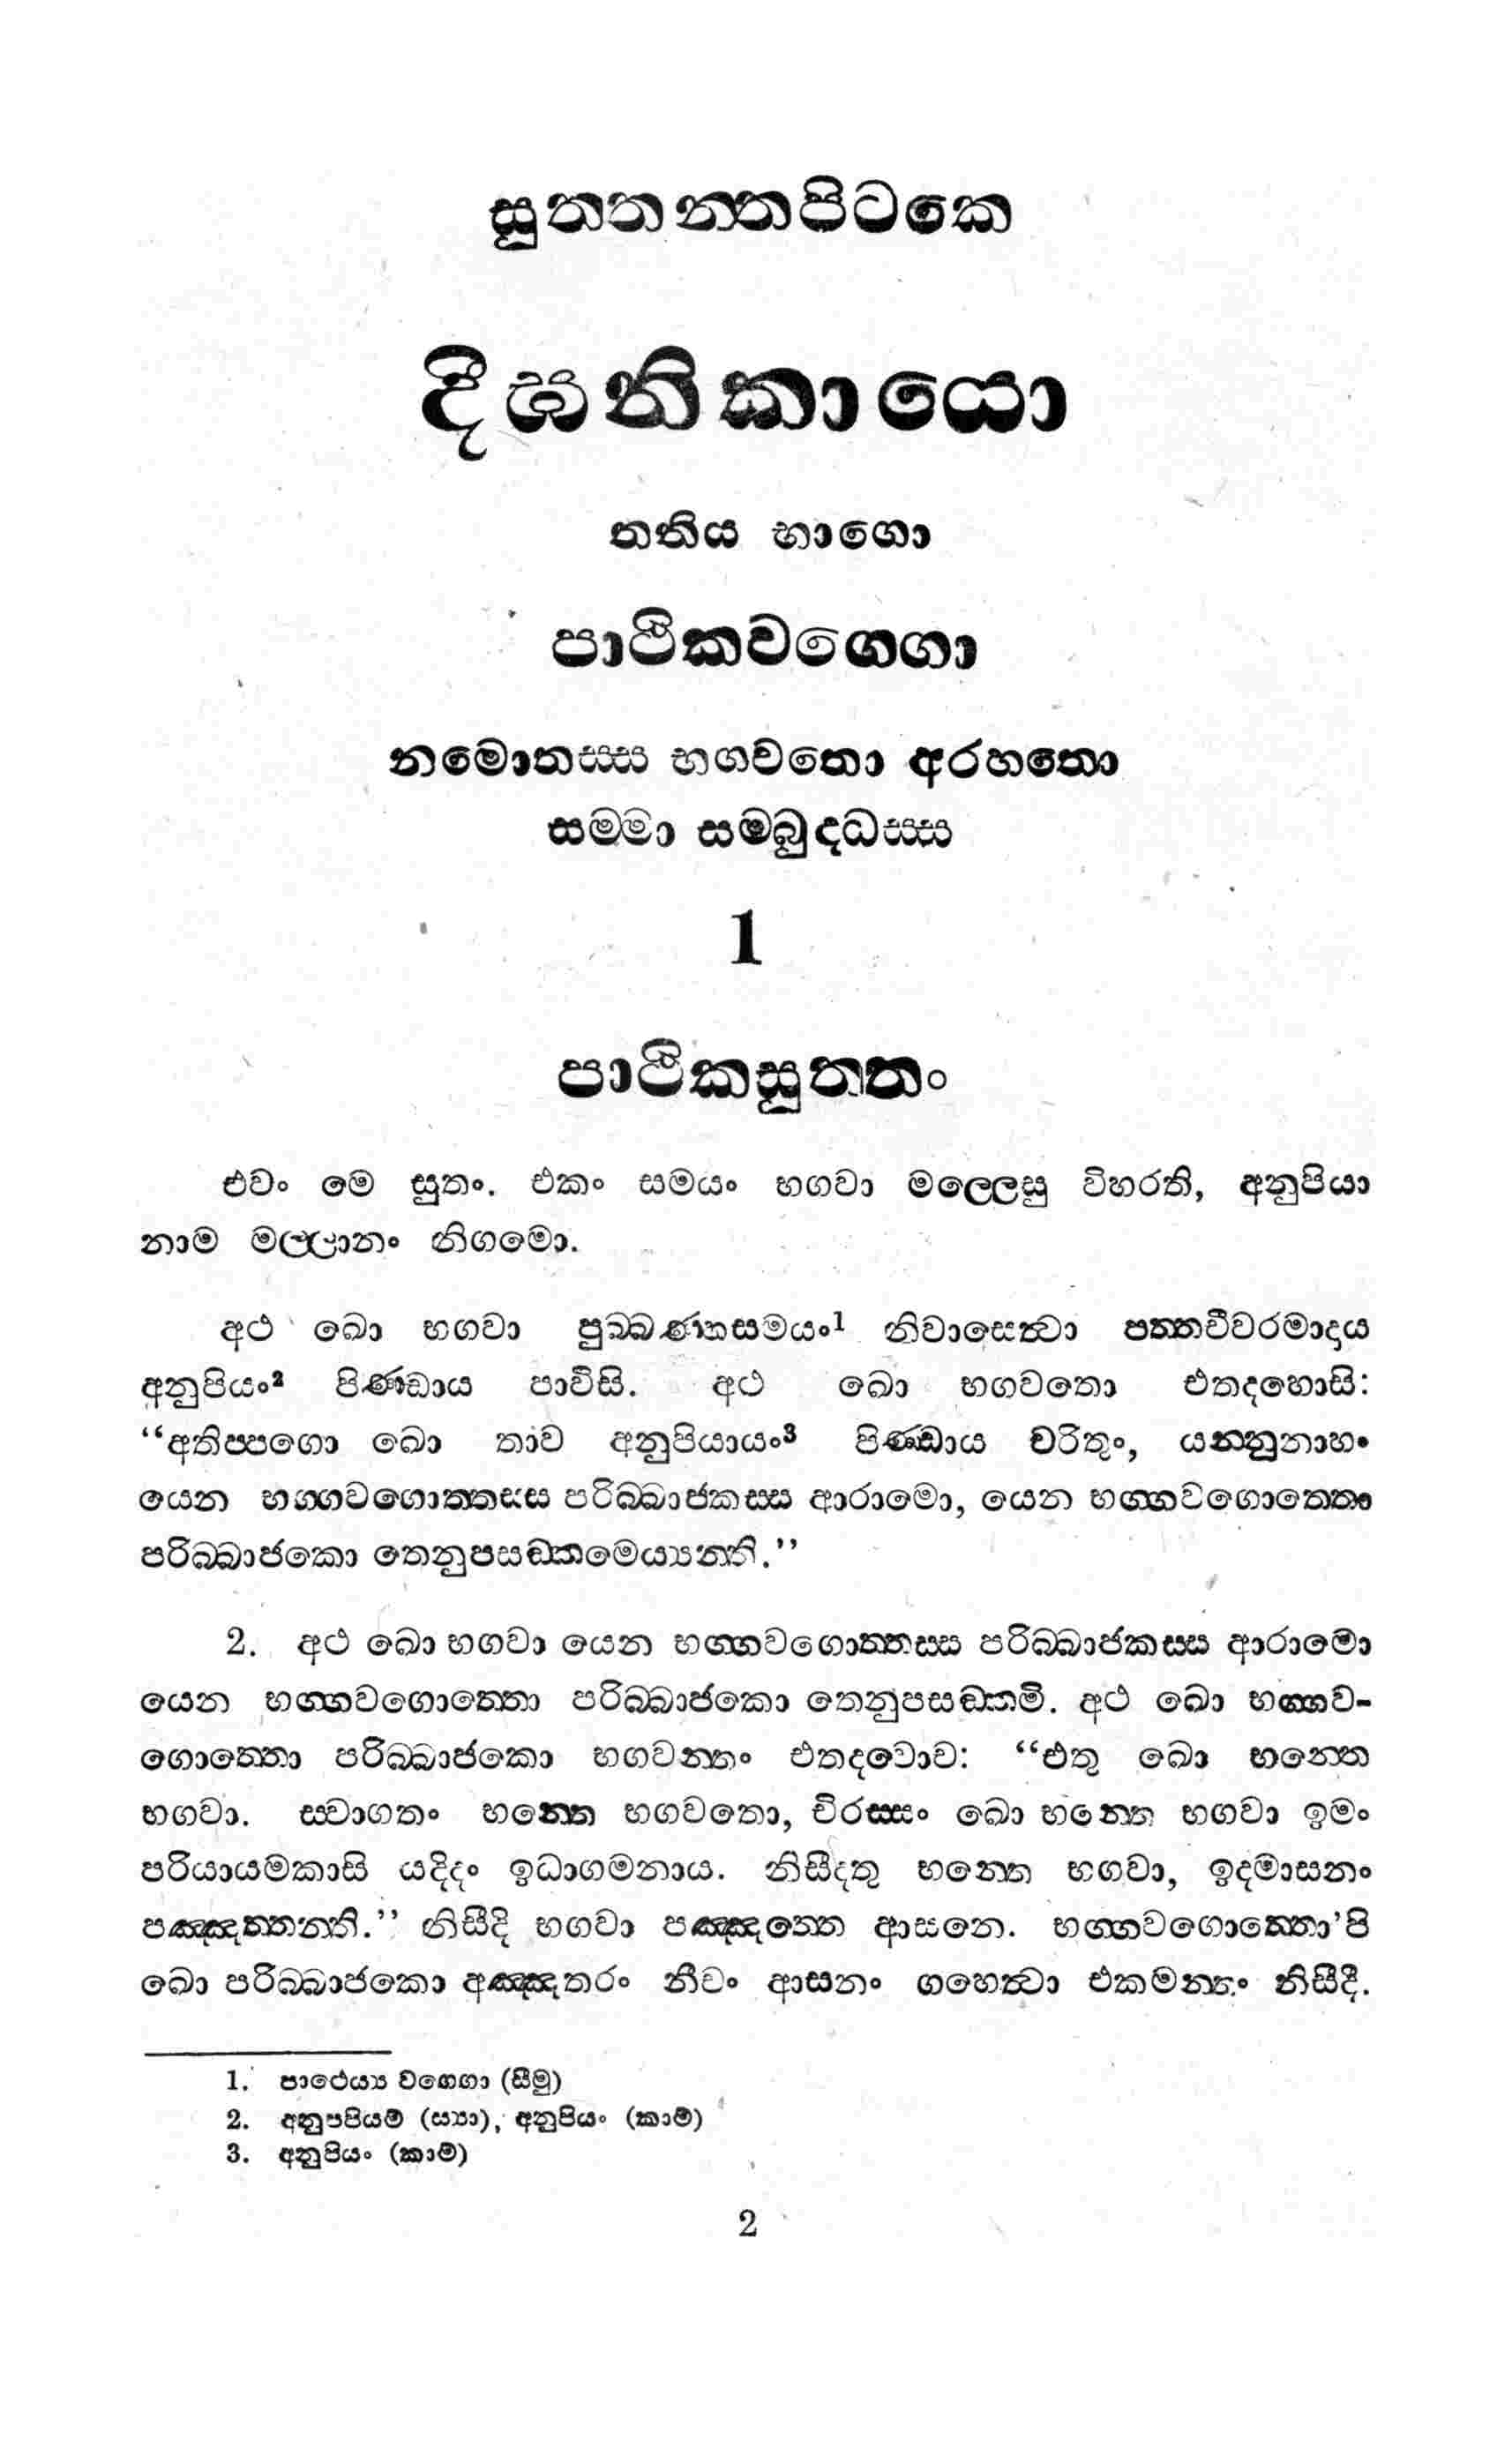 සුත්තන්තපිටකෙ
දීඝනිකායො
තතිය භාගො
පාථිකවග්ගො
නමොතස්ස භගවතො අරහතො
සම්මා සම්බුද්ධස්ස
1
පාථිකසුත්තං
එවං මෙ සුතං. එකං සමයං භගවා මල්ලෙසු විහරති, අනුපියා
නාම මල්ලානං නිගමො.
අථ ඛො භගවා පුබ්බණ්හසමයං1 නිවාසෙත්වා පත්තචීවරමාදාය
අනුපියං2 පිණ්ඩාය පාවිසි. අථ ඛො භගවතො එතදහොසි:
“අතිප්පගො ඛො තාව අනුපියායං3 පිණ්ඩාය චරිතුං, යන්නූනාහං
යෙන භග්ගවගොත්තස්ස පරිබ්බාජකස්ස ආරාමො, යෙන භග්ගවගොත්තො
පරිබ්බාජකො තෙනුපසඞ්කමෙය්‍යන්ති.”
2. අථ ඛො භගවා යෙන භග්ගවගොත්තස්ස පරිබ්බාජකස්ස ආරාමො
යෙන භග්ගවගොත්තො පරිබ්බාජකො තෙනුපසඞ්කමි. අථ ඛො භග්ගව-
ගොත්තො පරිබ්බාජකො භගවන්තං එතදවොච: “එතු ඛො භන්තෙ
භගවා. ස්වාගතං භන්තෙ භගවතො, චිරස්සං ඛො භන්තෙ භගවා ඉමං
පරියායමකාසි යදිදං ඉධාගමනාය. නිසීදතු භන්තෙ භගවා, ඉදමාසනං
පඤ්ඤත්තන්ති.” නිසීදි භගවා පඤ්ඤත්තෙ ආසනෙ. භග්ගවගොත්තො’පි
ඛො පරිබ්බාජකො අඤ්ඤතරං නීචං ආසනං ගහෙත්වා එකමන්තං නිසීදී.
1. පාථෙය්‍ය වග්ගො (සීමු)
2. අනුප්පියම් (ස්‍යා), අනුපියං (කාම්)
3. අනුපියං (කාම්)
2